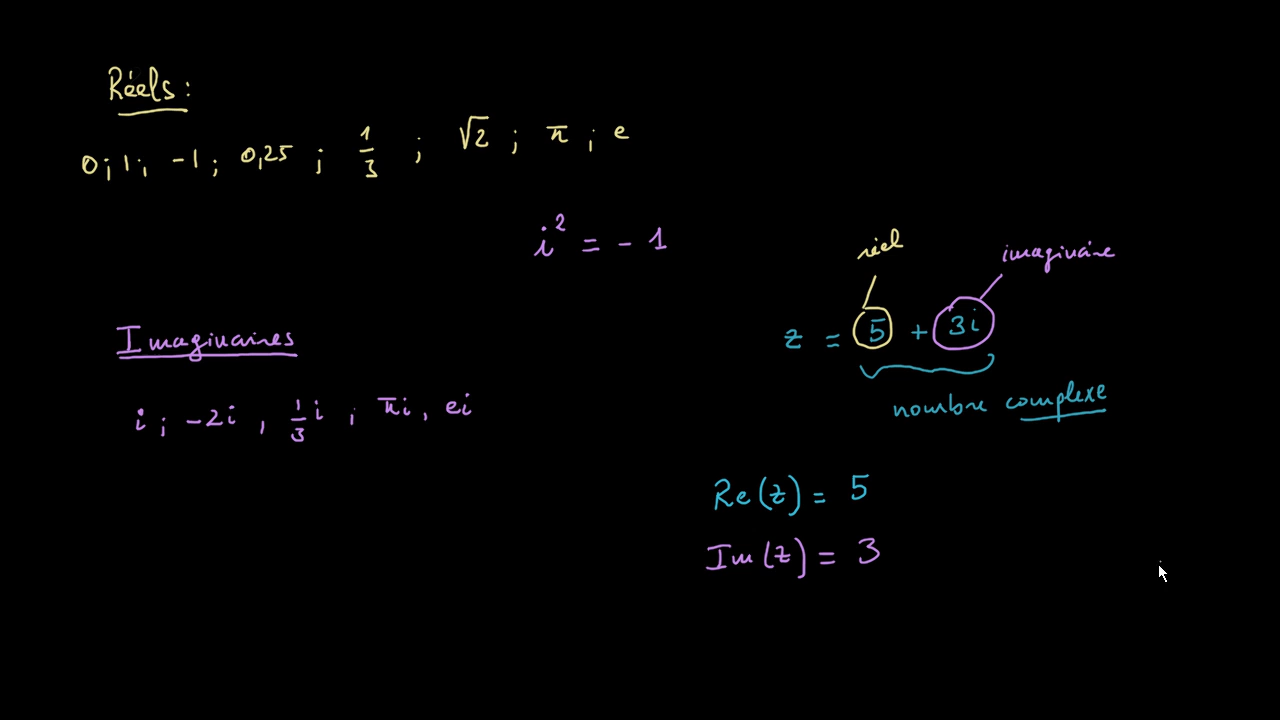 Réels :
0 ; 1 ; -1 ; 0,25 ; 1/3 ; √2 ; π ; e
i² = -1
réel
imaginaire
z = 5 + 3i
nombre complexe
Imaginaires
i ; -2i , 1/3 i ; πi , ei
Re(z) = 5
Im(z) = 3